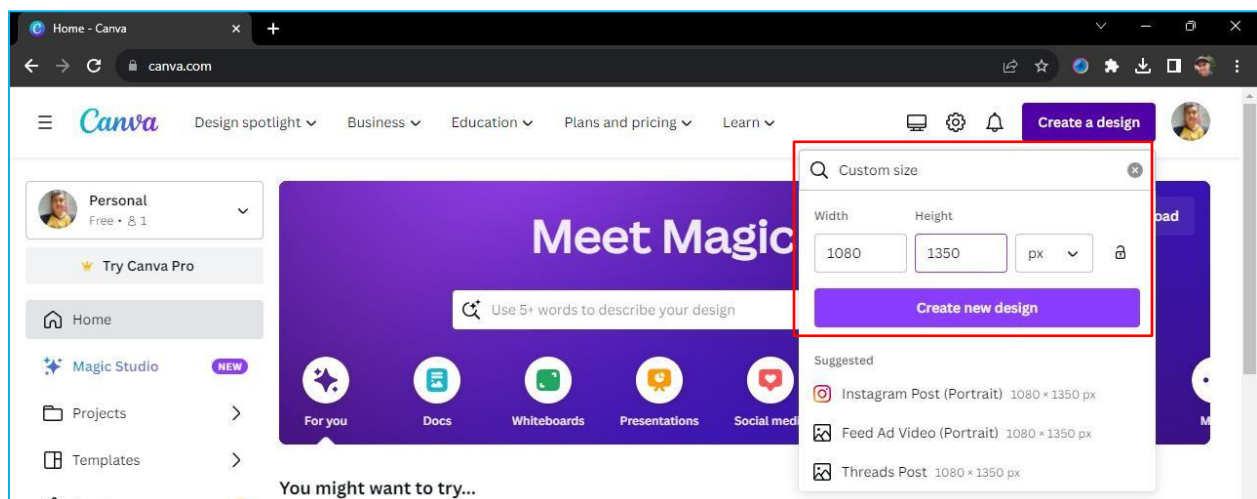 Home - Canva
canva.com
Canva
Design spotlight
Business
Education
Plans and pricing
Learn
Create a design
Custom size
Width
Height
1080
1350
px
Create new design
Suggested
Instagram Post (Portrait) 1080 × 1350 px
Feed Ad Video (Portrait) 1080 × 1350 px
Threads Post 1080 × 1350 px
Personal
Free • 1
Try Canva Pro
Home
Magic Studio
NEW
Projects
Templates
Meet Magic
Use 5+ words to describe your design
For you
Docs
Whiteboards
Presentations
Social medi
M
You might want to try...